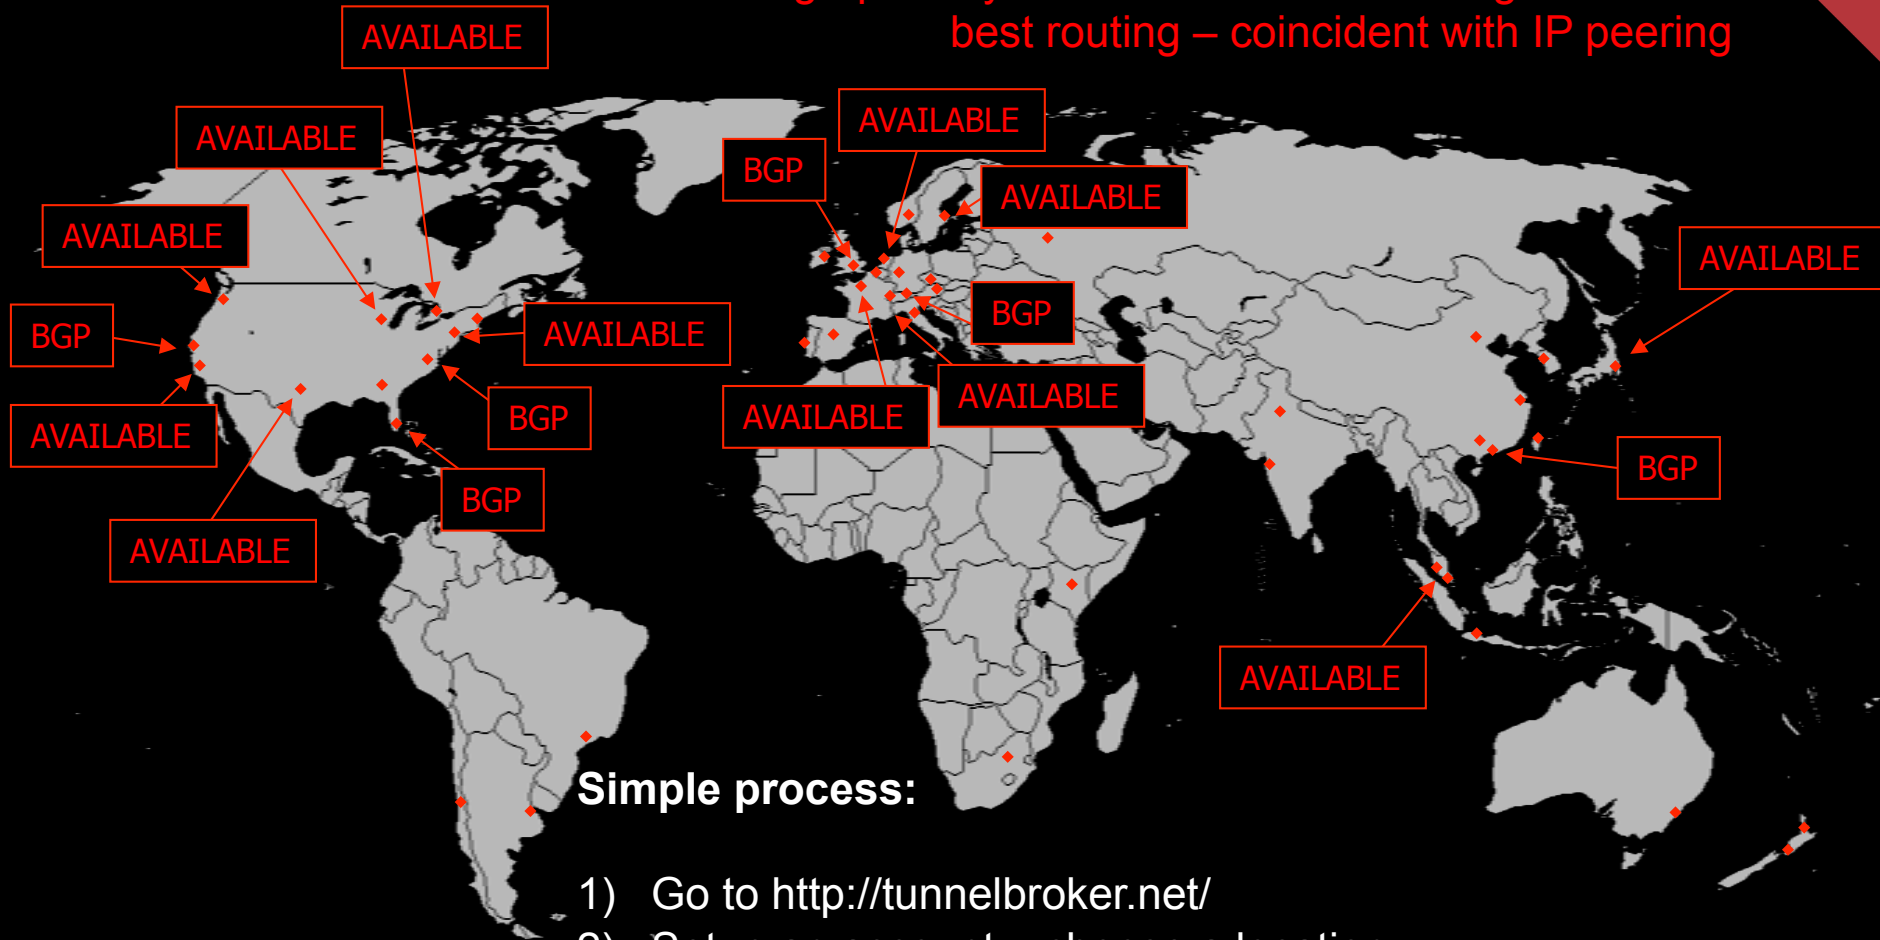 best routing – coincident with IP peering
AVAILABLE
AVAILABLE
AVAILABLE
BGP
AVAILABLE
AVAILABLE
AVAILABLE
BGP
BGP
AVAILABLE
BGP
AVAILABLE
BGP
AVAILABLE
AVAILABLE
AVAILABLE
AVAILABLE
BGP
AVAILABLE
Simple process:
1) Go to http://tunnelbroker.net/